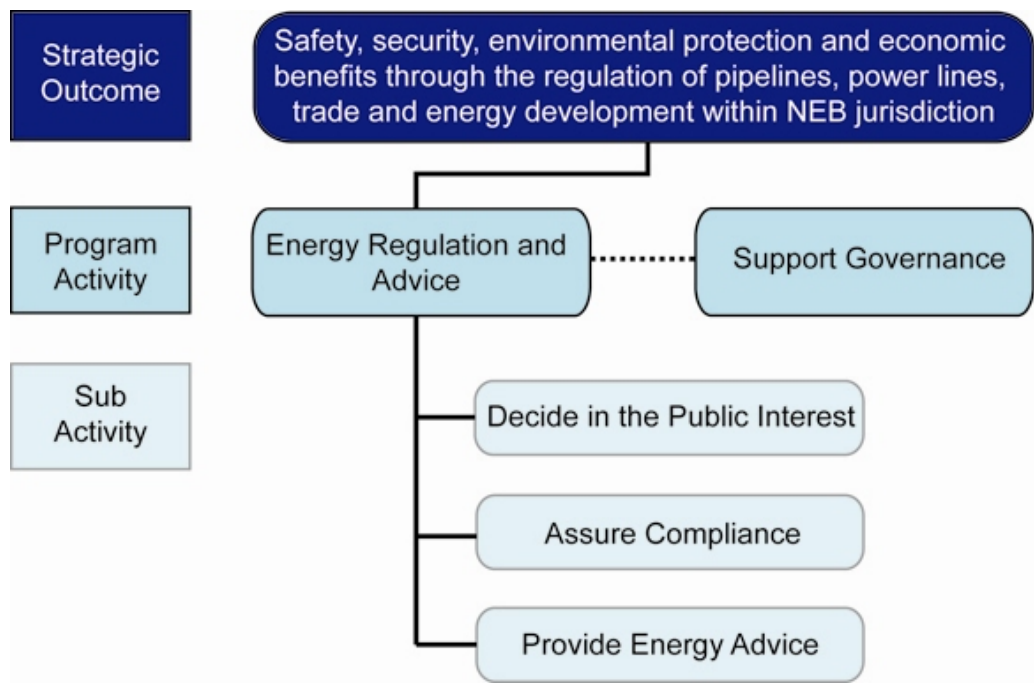 Strategic
Outcome
Safety, security, environmental protection and economic
benefits through the regulation of pipelines, power lines,
trade and energy development within NEB jurisdiction
Program
Activity
Energy Regulation and
Advice
Support Governance
Sub
Activity
Decide in the Public Interest
Assure Compliance
Provide Energy Advice